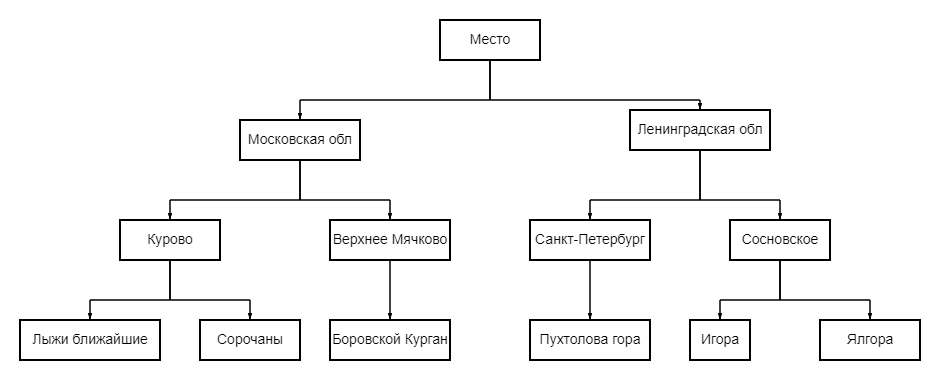 Место
Московская обл
Ленинградская обл
Курово
Верхнее Мячково
Санкт-Петербург
Сосновское
Лыжи ближайшие
Сорочаны
Боровской Курган
Пухтолова гора
Игора
Ялгора